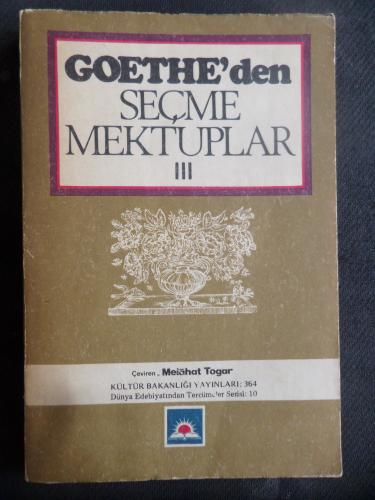 GOETHE'den
SEÇME
MEKTUPLAR
III
Çeviren : Melâhat Togar
KÜLTÜR BAKANLIĞI YAYINLARI: 364
Dünya Edebiyatından Tercümeler Serisi: 10